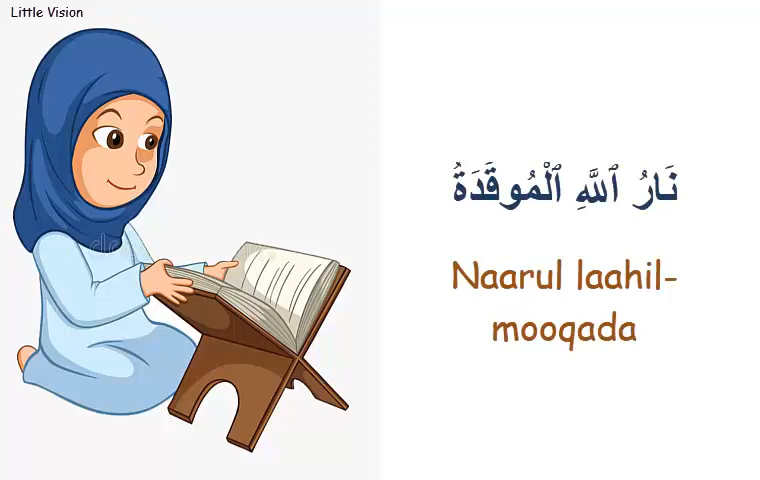 Little Vision
نَارُ ٱللَّهِ ٱلْمُوقَدَةُ
Naarul laahil-
mooqada